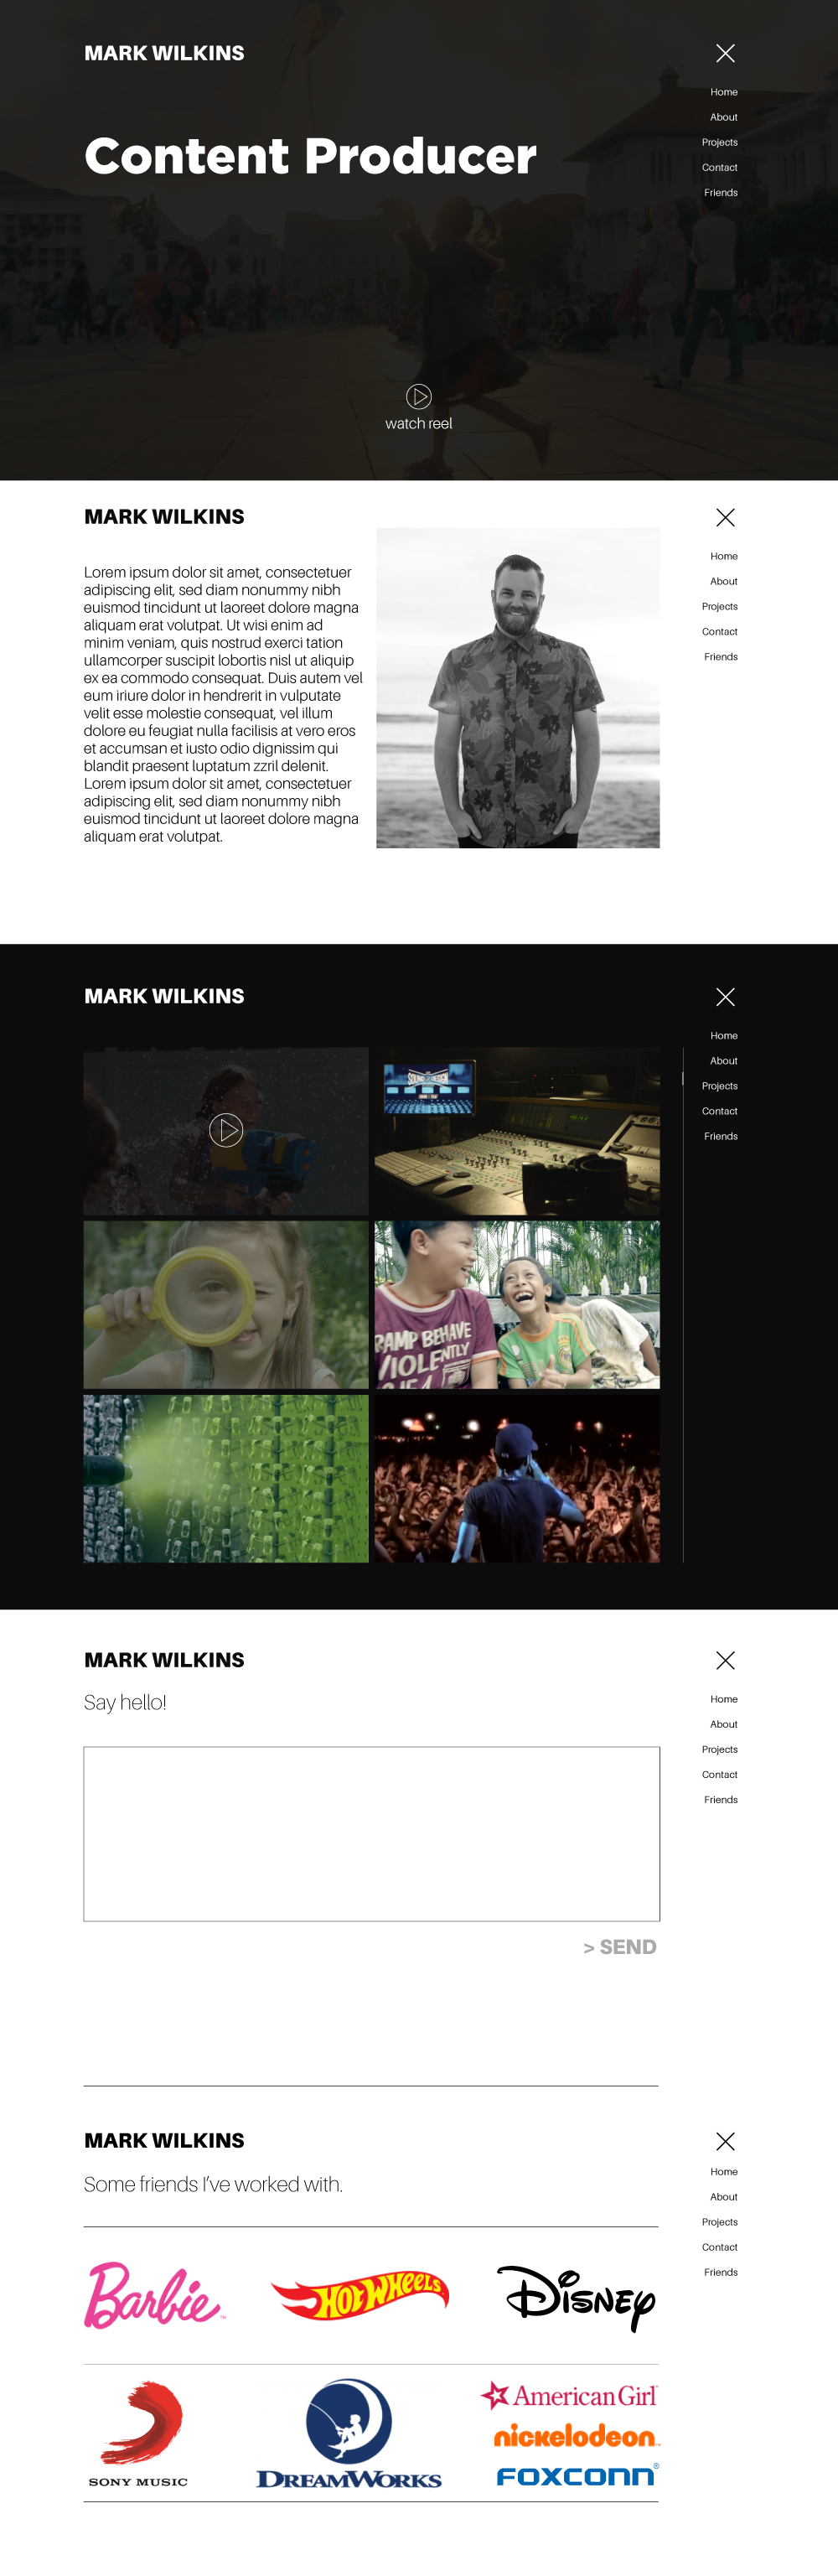 MARK WILKINS
Home
About
Content Producer
Projects
Contact
Friends
watch reel
MARK WILKINS
Home
About
Projects
Contact
Friends
Lorem ipsum dolor sit amet, consectetuer
adipiscing elit, sed diam nonummy nibh
euismod tincidunt ut laoreet dolore magna
aliquam erat volutpat. Ut wisi enim ad
minim veniam, quis nostrud exerci tation
ullamcorper suscipit lobortis nisl ut aliquip
ex ea commodo consequat. Duis autem vel
eum iriure dolor in hendrerit in vulputate
velit esse molestie consequat, vel illum
dolore eu feugiat nulla facilisis at vero eros
et accumsan et iusto odio dignissim qui
blandit praesent luptatum zzril delenit.
Lorem ipsum dolor sit amet, consectetuer
adipiscing elit, sed diam nonummy nibh
euismod tincidunt ut laoreet dolore magna
aliquam erat volutpat.
MARK WILKINS
Home
About
Projects
Contact
Friends
SOUND DESIGN
RAMP BEHAVE
VIOLENTLY
MARK WILKINS
Say hello!
Home
About
Projects
Contact
Friends
> SEND
MARK WILKINS
Some friends I've worked with.
Home
About
Projects
Contact
Friends
Barbie™
HOT WHEELS
DISNEY
SONY MUSIC
DREAMWORKS
American Girl
nickelodeon™
FOXCONN®